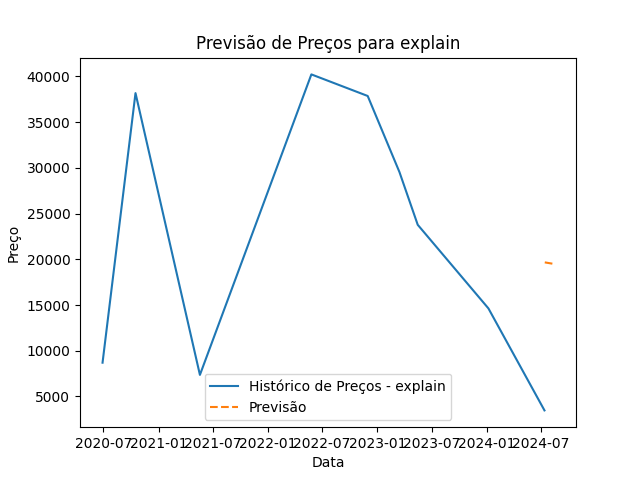 Previsão de Preços para explain
Preço
40000
35000
30000
25000
20000
15000
10000
5000
Histórico de Preços - explain
Previsão
2020-07 2021-01 2021-07 2022-01 2022-07 2023-01 2023-07 2024-01 2024-07
Data